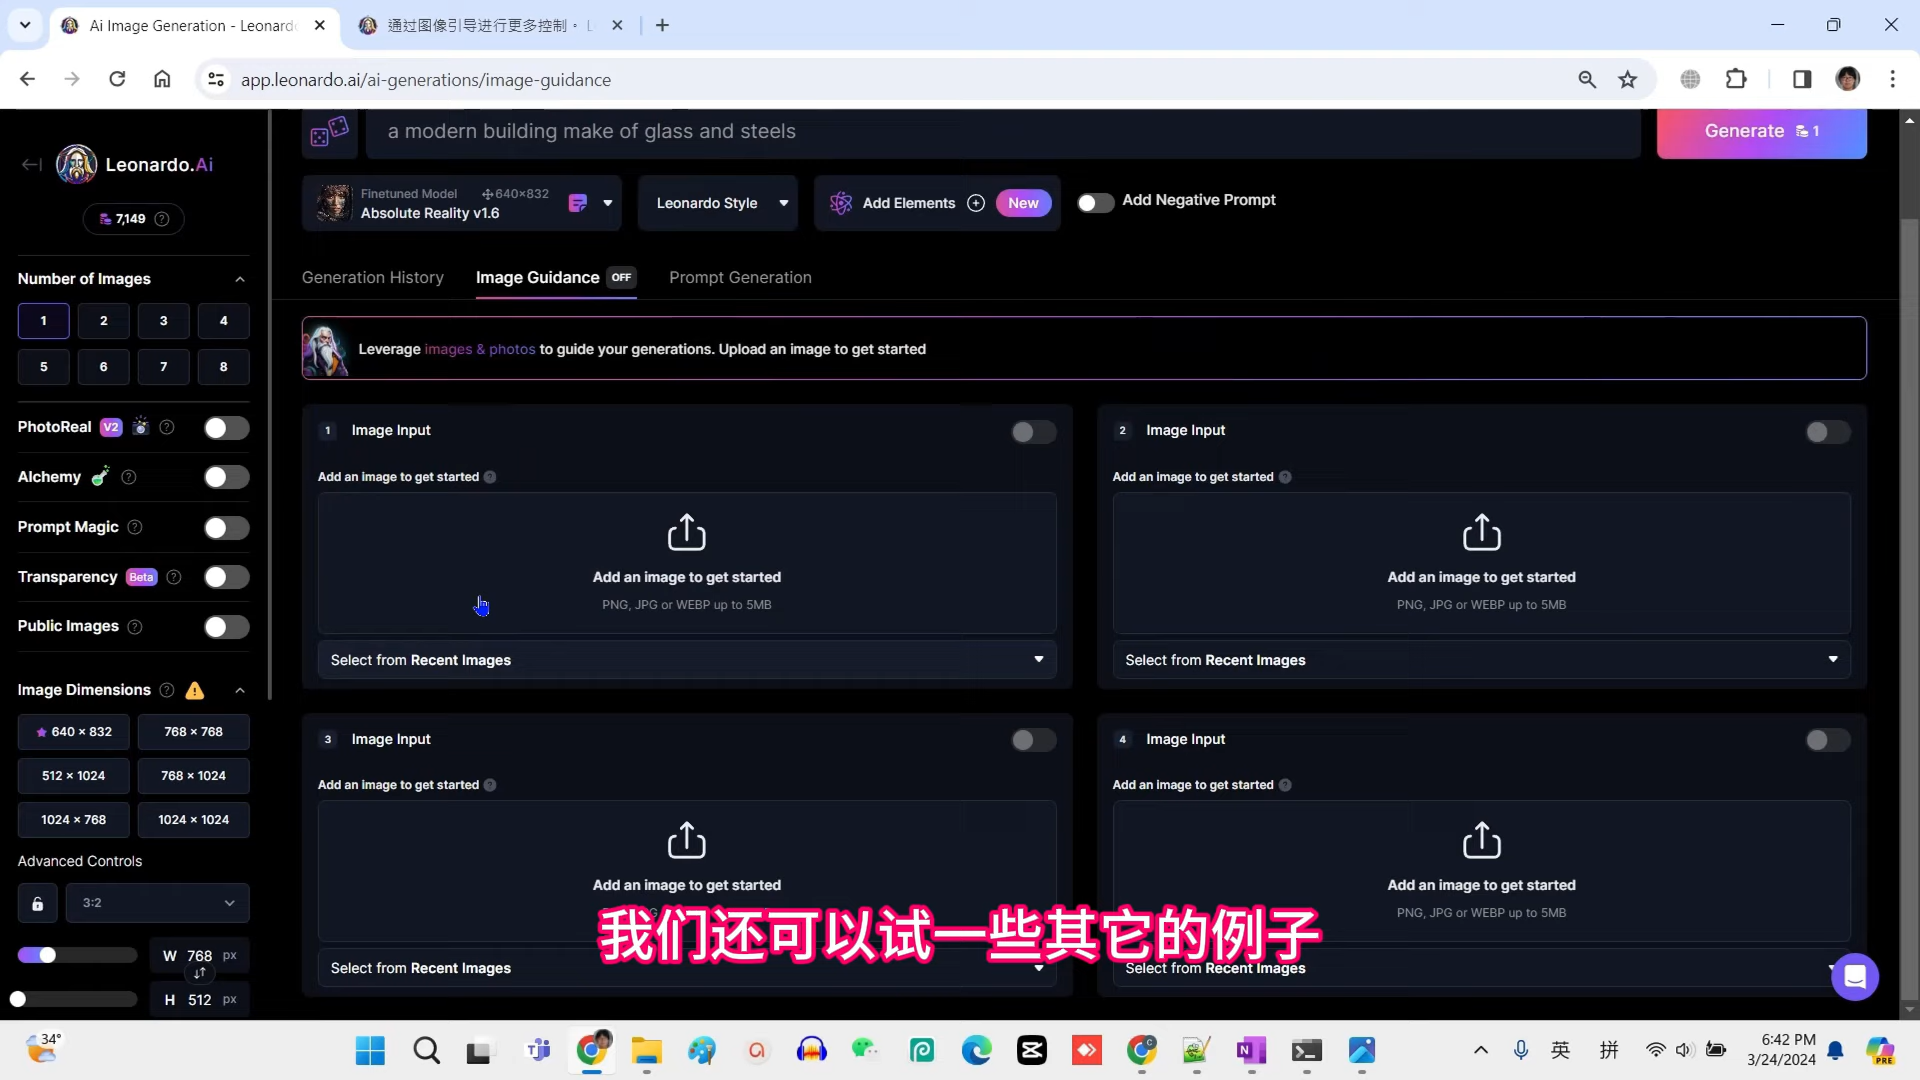 Ai Image Generation - Leonardo
通过图像引导进行更多控制。 L
app.leonardo.ai/ai-generations/image-guidance
Leonardo.Ai
7,149
Number of Images
1 2 3 4
5 6 7 8
PhotoReal V2
Alchemy
Prompt Magic
Transparency Beta
Public Images
Image Dimensions
640 × 832 768 × 768
512 × 1024 768 × 1024
1024 × 768 1024 × 1024
Advanced Controls
3:2
W 768 px
H 512 px
a modern building make of glass and steels
Generate 1
Finetuned Model 640×832
Absolute Reality v1.6
Leonardo Style
Add Elements New
Add Negative Prompt
Generation History Image Guidance OFF Prompt Generation
Leverage images & photos to guide your generations. Upload an image to get started
1 Image Input
Add an image to get started
Add an image to get started
PNG, JPG or WEBP up to 5MB
Select from Recent Images
2 Image Input
Add an image to get started
Add an image to get started
PNG, JPG or WEBP up to 5MB
Select from Recent Images
3 Image Input
Add an image to get started
Add an image to get started
Select from Recent Images
4 Image Input
Add an image to get started
Add an image to get started
PNG, JPG or WEBP up to 5MB
Select from Recent Images
我们还可以试一些其它的例子
34°
英 拼
6:42 PM
3/24/2024
PRE